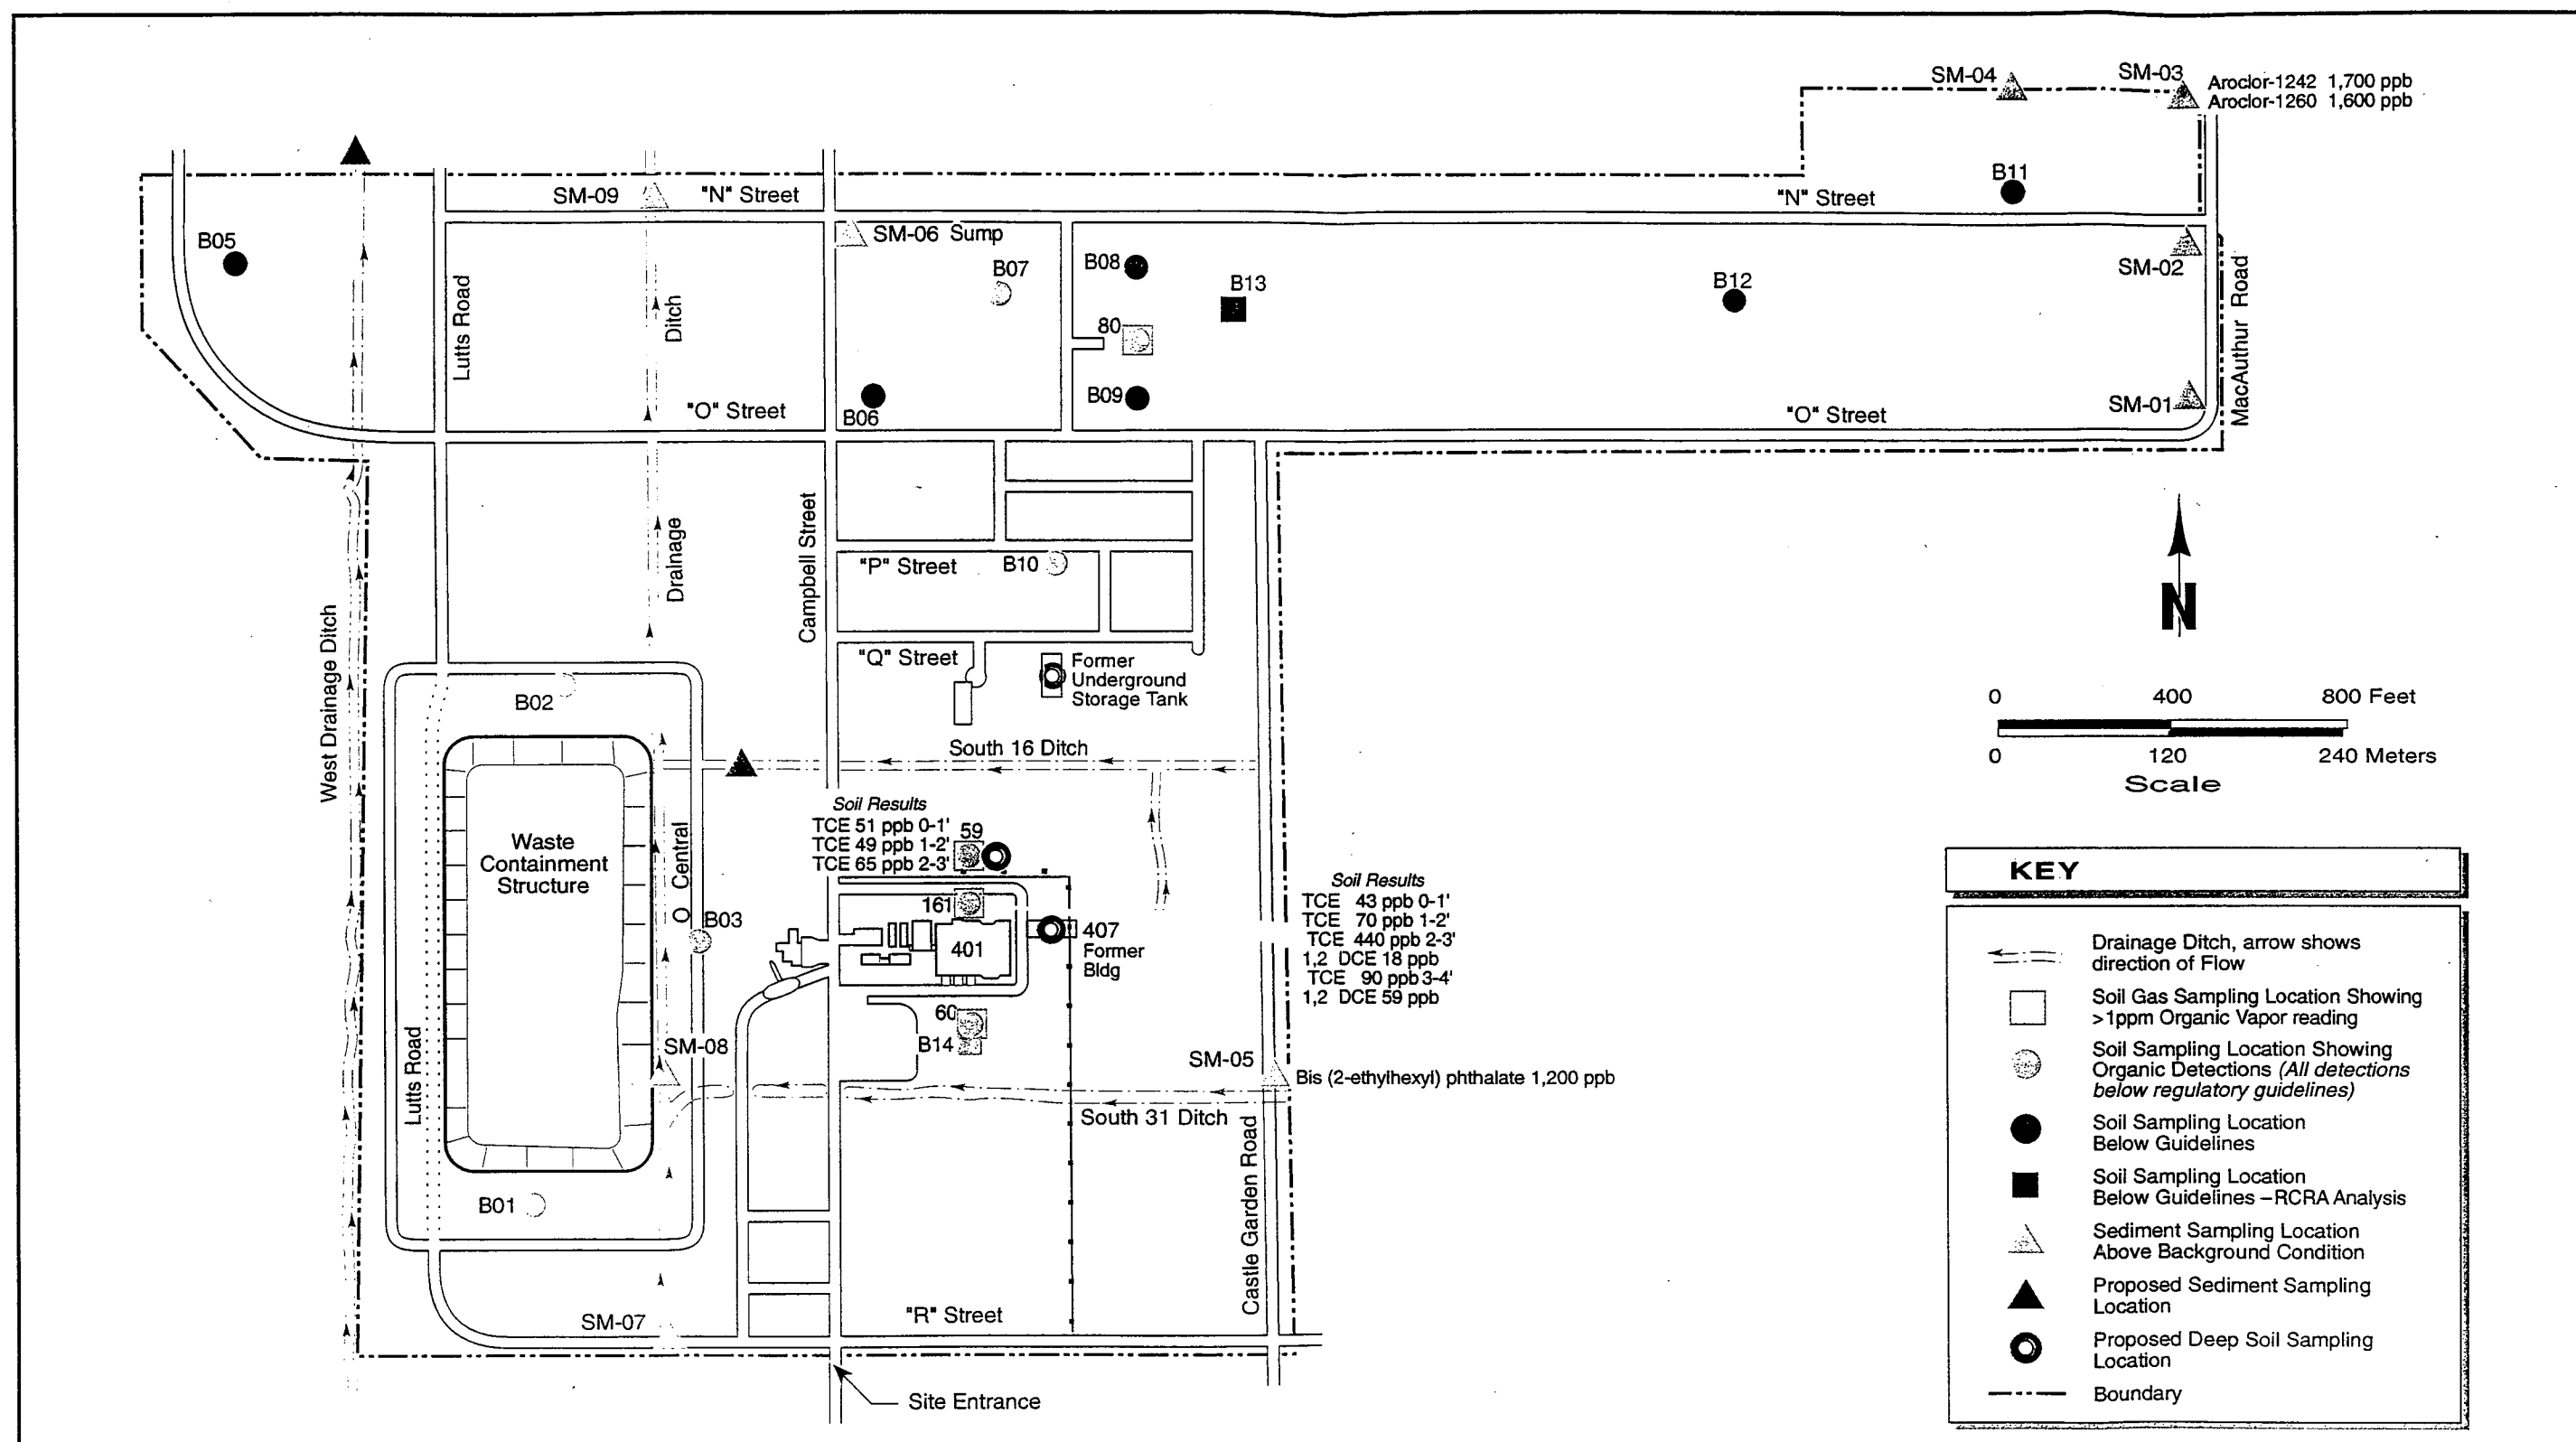 SM-04
SM-03
Aroclor-1242 1,700 ppb
Aroclor-1260 1,600 ppb
B11
SM-09
"N" Street
"N" Street
B05
SM-06 Sump
B07
B08
B13
B12
SM-02
MacAuthur Road
Lutts Road
Ditch
80
B09
B06
"O" Street
"O" Street
SM-01
Campbell Street
Drainage
"P" Street
B10
N
West Drainage Ditch
"Q" Street
Former
Underground
Storage Tank
B02
0 400 800 Feet
0 120 240 Meters
Scale
South 16 Ditch
Waste
Containment
Structure
Central
O
B03
Soil Results
TCE 51 ppb 0-1'
TCE 49 ppb 1-2'
TCE 65 ppb 2-3'
59
161
401
407
Former
Bldg
60
B14
Soil Results
TCE 43 ppb 0-1'
TCE 70 ppb 1-2'
TCE 440 ppb 2-3'
1,2 DCE 18 ppb
TCE 90 ppb 3-4'
1,2 DCE 59 ppb
SM-08
SM-05
Bis (2-ethylhexyl) phthalate 1,200 ppb
South 31 Ditch
Lutts Road
Castle Garden Road
B01
SM-07
"R" Street
Site Entrance
KEY
Drainage Ditch, arrow shows
direction of Flow
Soil Gas Sampling Location Showing
>1ppm Organic Vapor reading
Soil Sampling Location Showing
Organic Detections (All detections
below regulatory guidelines)
Soil Sampling Location
Below Guidelines
Soil Sampling Location
Below Guidelines – RCRA Analysis
Sediment Sampling Location
Above Background Condition
Proposed Sediment Sampling
Location
Proposed Deep Soil Sampling
Location
Boundary